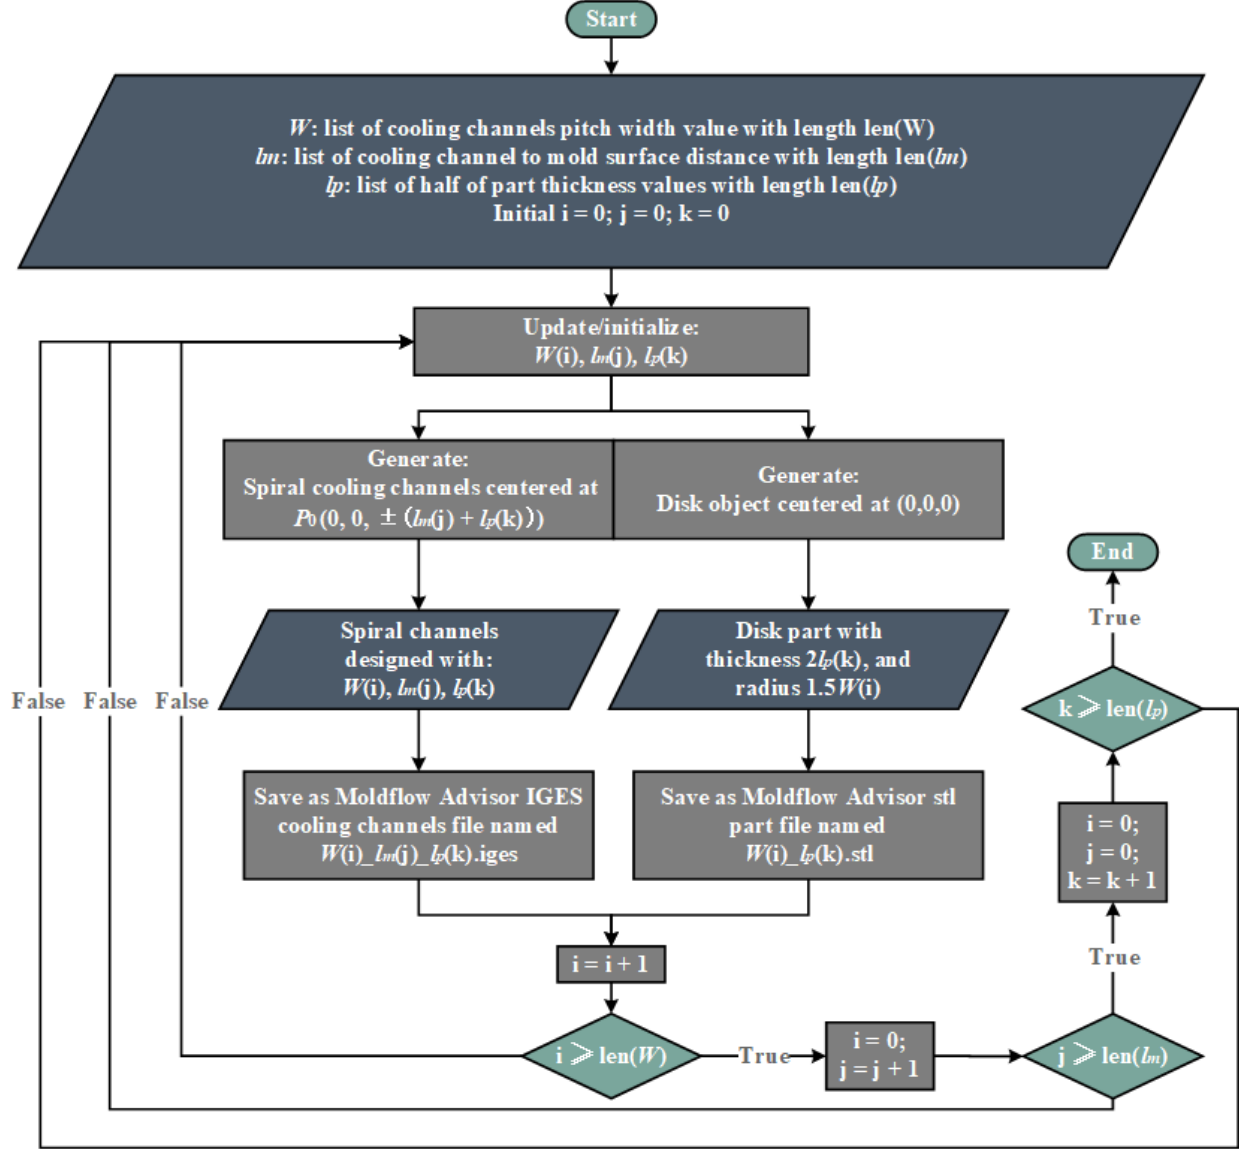 Start
W: list of cooling channels pitch width value with length len(W)
lm: list of cooling channel to mold surface distance with length len(lm)
lp: list of half of part thickness values with length len(lp)
Initial i = 0; j = 0; k = 0
Update/initialize:
W(i), lm(j), lp(k)
Generate:
Spiral cooling channels centered at
P0 (0, 0, ± (lm(j) + lp(k)))
Generate:
Disk object centered at (0,0,0)
Spiral channels
designed with:
W(i), lm(j), lp(k)
Disk part with
thickness 2lp(k), and
radius 1.5W(i)
Save as Moldflow Advisor IGES
cooling channels file named
W(i)_lm(j)_lp(k).iges
Save as Moldflow Advisor stl
part file named
W(i)_lp(k).stl
i = i + 1
i ⩾ len(W)
True
i = 0;
j = j + 1
j ⩾ len(lm)
True
i = 0;
j = 0;
k = k + 1
k ⩾ len(lp)
True
End
False
False
False